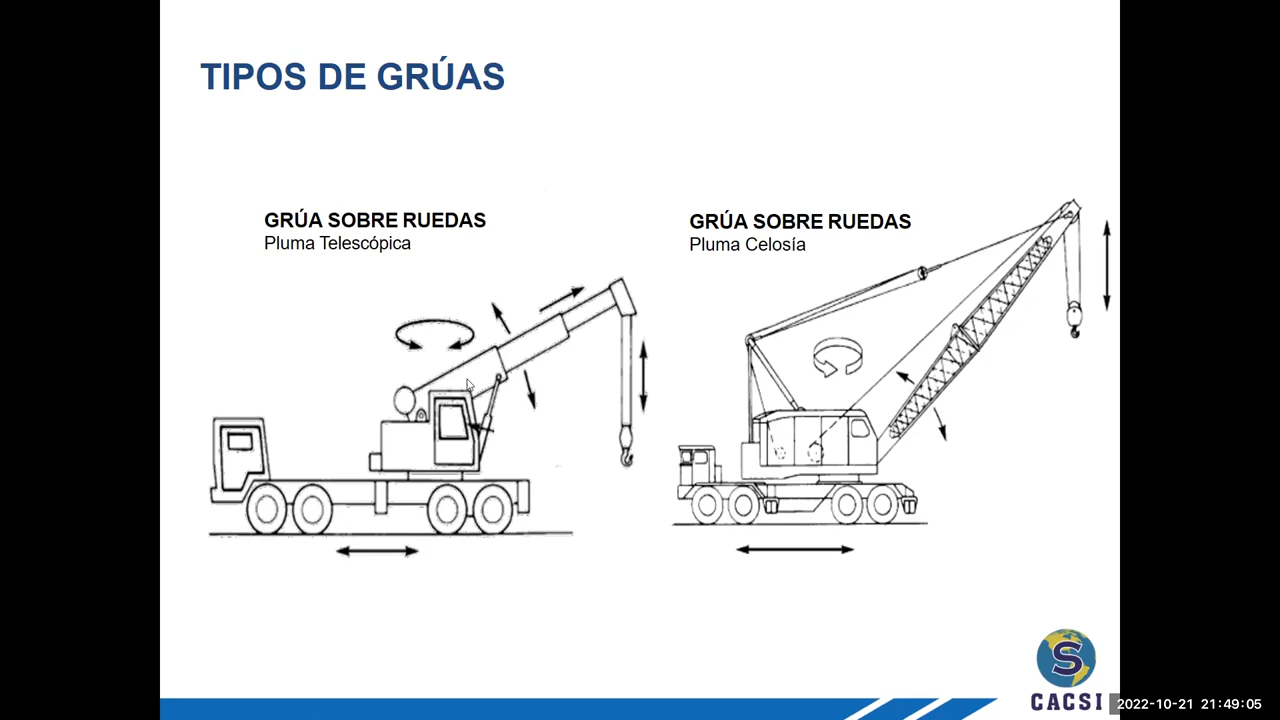 TIPOS DE GRÚAS
GRÚA SOBRE RUEDAS
Pluma Telescópica
GRÚA SOBRE RUEDAS
Pluma Celosía
S
CACSI
2022-10-21 21:49:05